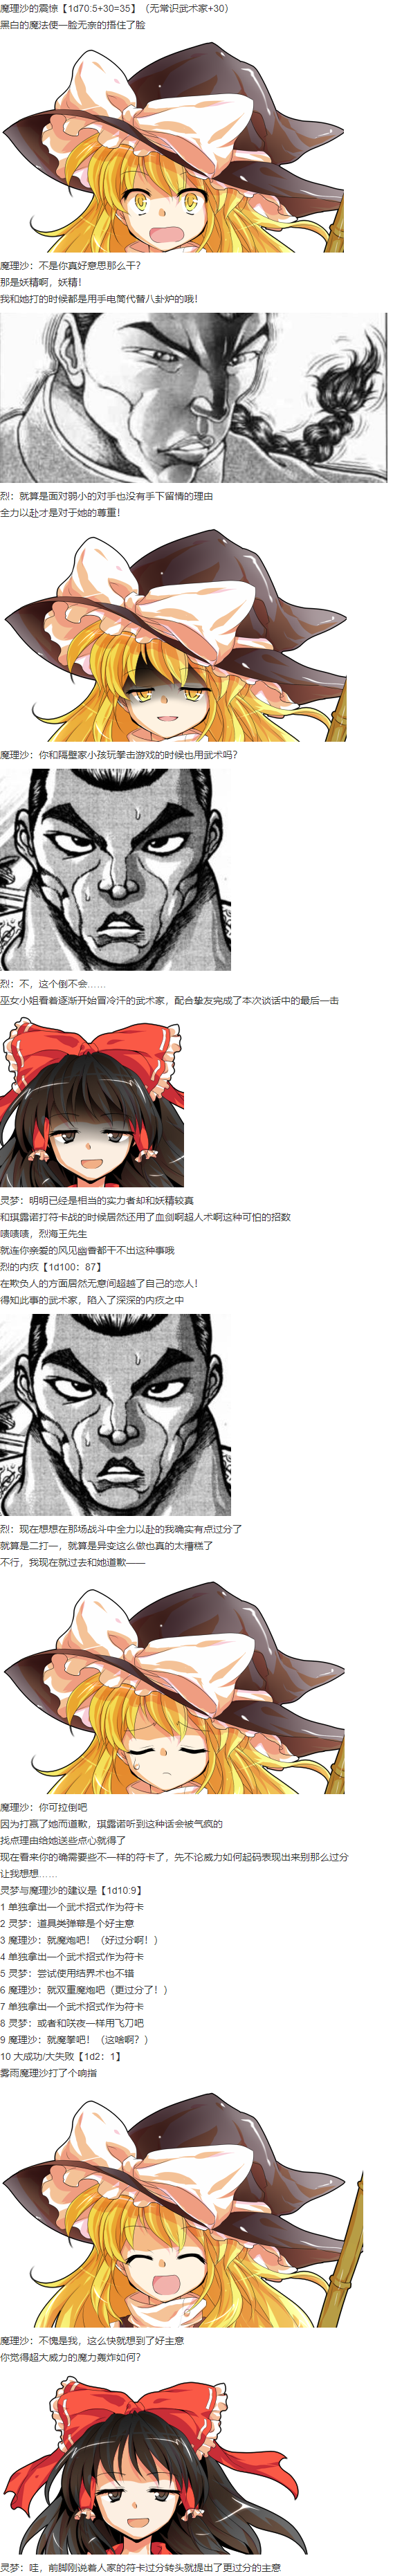 魔理沙的震惊【1d70:5+30=35】（无常识武术家+30）
黑白的魔法使一脸无奈的捂住了脸
魔理沙：不是你真好意思那么干？
那是妖精啊，妖精！
我和她打的时候都是用手电筒代替八卦炉的哦！
烈：就算是面对弱小的对手也没有手下留情的理由
全力以赴才是对于她的尊重！
魔理沙：你和隔壁家小孩玩拳击游戏的时候也用武术吗？
烈：不，这个倒不会……
巫女小姐看着逐渐开始冒冷汗的武术家，配合挚友完成了本次谈话中的最后一击
灵梦：明明已经是相当的实力者却和妖精较真
和琪露诺打符卡战的时候居然还用了血剑啊超人术啊这种可怕的招数
啧啧啧，烈海王先生
就连你亲爱的风见幽香都干不出这种事哦
烈的内疚【1d100：87】
在欺负人的方面居然无意间超越了自己的恋人！
得知此事的武术家，陷入了深深的内疚之中
烈：现在想想在那场战斗中全力以赴的我确实有点过分了
就算是二打一，就算是异变这么做也真的太糟糕了
不行，我现在就过去和她道歉——
魔理沙：你可拉倒吧
因为打赢了她而道歉，琪露诺听到这种话会被气疯的
找点理由给她送些点心就得了
现在看来你的确需要些不一样的符卡了，先不论威力如何起码表现出来别那么过分
让我想想……
灵梦与魔理沙的建议是【1d10:9】
1 单独拿出一个武术招式作为符卡
2 灵梦：道具类弹幕是个好主意
3 魔理沙：就魔炮吧！（好过分啊！）
4 单独拿出一个武术招式作为符卡
5 灵梦：尝试使用结界术也不错
6 魔理沙：就双重魔炮吧（更过分了！）
7 单独拿出一个武术招式作为符卡
8 灵梦：或者和咲夜一样用飞刀吧
9 魔理沙：就魔拳吧！（这啥啊？）
10 大成功/大失败【1d2：1】
雾雨魔理沙打了个响指
魔理沙：不愧是我，这么快就想到了好主意
你觉得超大威力的魔力轰炸如何？
灵梦：哇，前脚刚说着人家的符卡过分转头就提出了更过分的主意